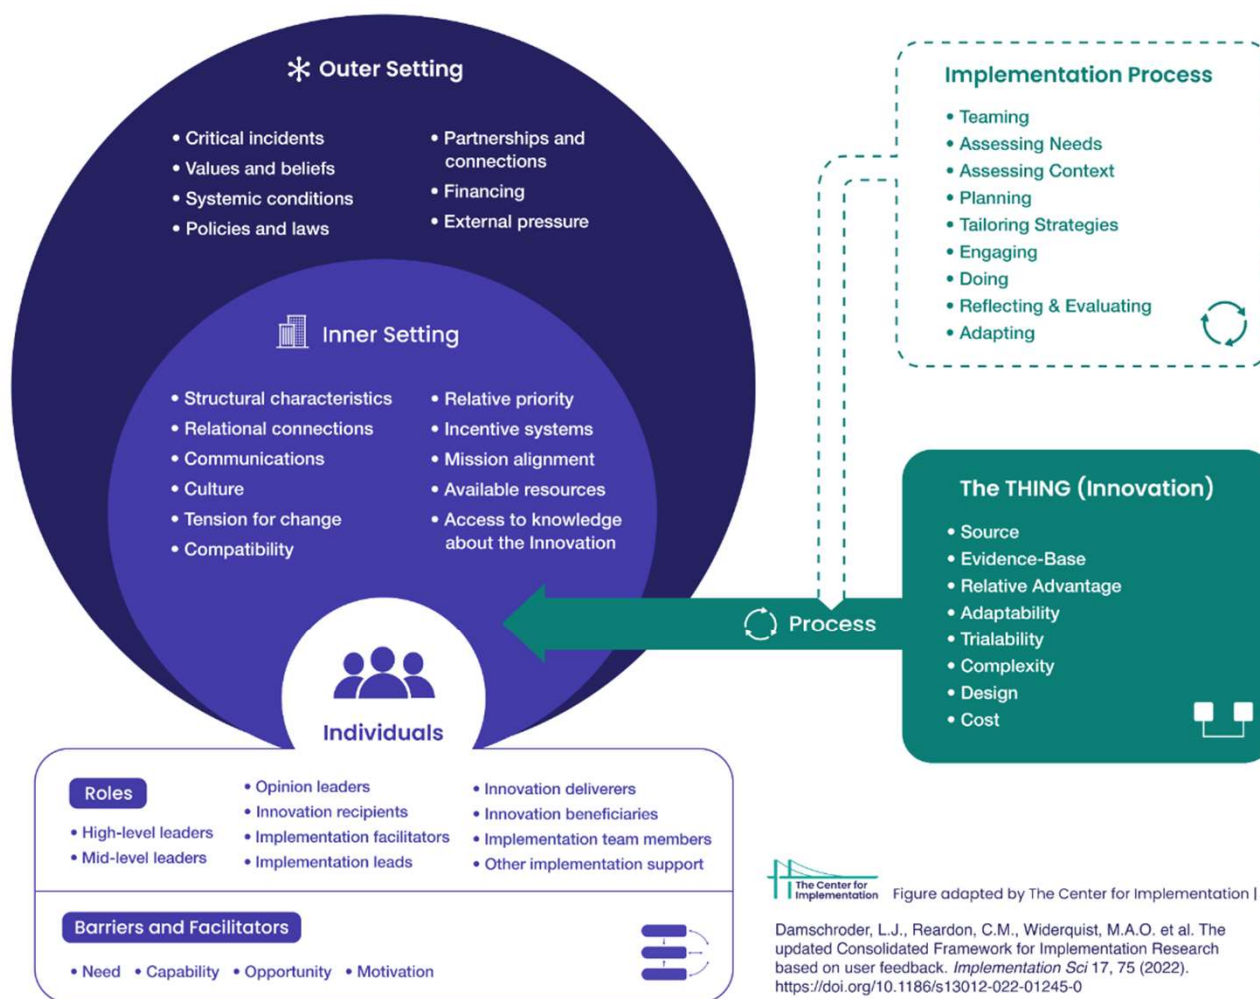 Outer Setting
• Critical incidents
• Values and beliefs
• Systemic conditions
• Policies and laws
• Partnerships and
connections
• Financing
• External pressure
Inner Setting
• Structural characteristics
• Relational connections
• Communications
• Culture
• Tension for change
• Compatibility
• Relative priority
• Incentive systems
• Mission alignment
• Available resources
• Access to knowledge
about the Innovation
Individuals
Roles
• High-level leaders
• Mid-level leaders
• Opinion leaders
• Innovation recipients
• Implementation facilitators
• Implementation leads
• Innovation deliverers
• Innovation beneficiaries
• Implementation team members
• Other implementation support
Barriers and Facilitators
• Need • Capability • Opportunity • Motivation
Implementation Process
• Teaming
• Assessing Needs
• Assessing Context
• Planning
• Tailoring Strategies
• Engaging
• Doing
• Reflecting & Evaluating
• Adapting
Process
The THING (Innovation)
• Source
• Evidence-Base
• Relative Advantage
• Adaptability
• Trialability
• Complexity
• Design
• Cost
The Center for
Implementation
Figure adapted by The Center for Implementation |
Damschroder, L.J., Reardon, C.M., Widerquist, M.A.O. et al. The
updated Consolidated Framework for Implementation Research
based on user feedback. Implementation Sci 17, 75 (2022).
https://doi.org/10.1186/s13012-022-01245-0